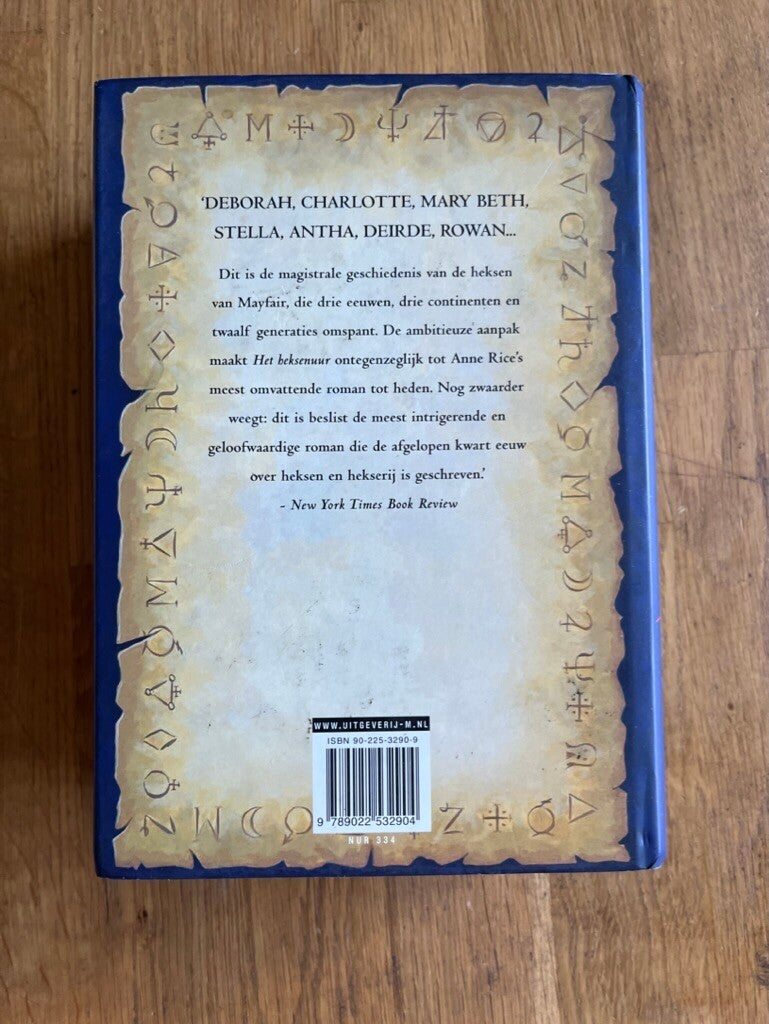 'DEBORAH, CHARLOTTE, MARY BETH,
STELLA, ANTHA, DEIRDE, ROWAN...
Dit is de magistrale geschiedenis van de heksen
van Mayfair, die drie eeuwen, drie continenten en
twaalf generaties omspant. De ambitieuze aanpak
maakt Het heksenuur ontegenzeglijk tot Anne Rice's
meest omvattende roman tot heden. Nog zwaarder
weegt: dit is beslist de meest intrigerende en
geloofwaardige roman die de afgelopen kwart eeuw
over heksen en hekserij is geschreven.'
- New York Times Book Review
WWW.UITGEVERIJ-M.NL
ISBN 90-225-3290-9
9 789022 532904
NUR 334